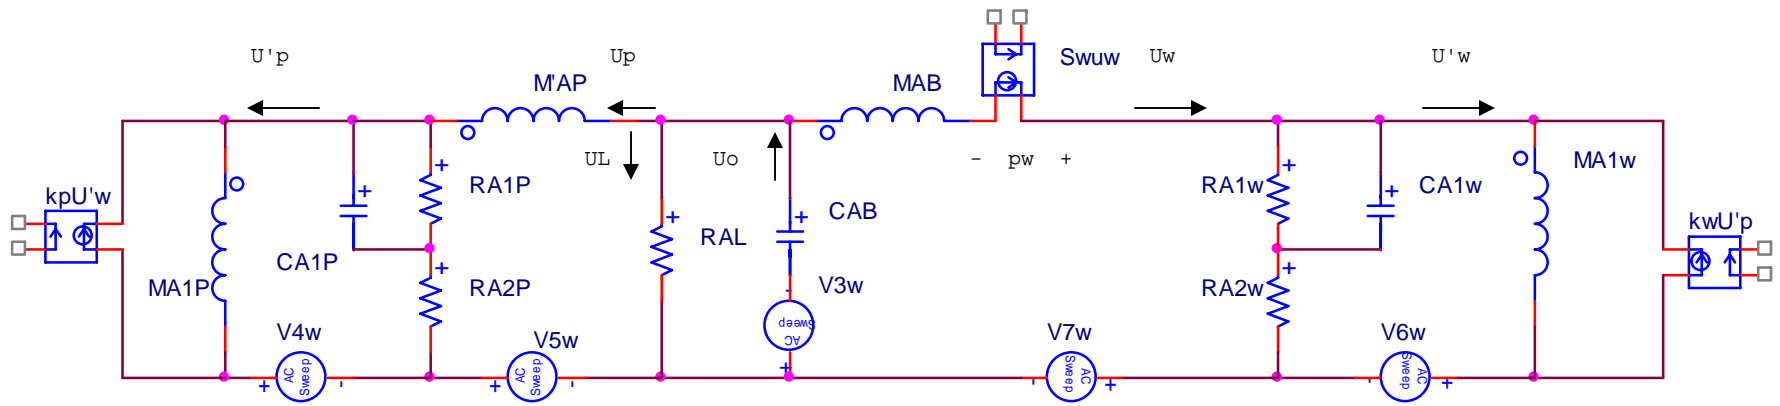 U'p
Up
Swuw
Uw
U'w
M'AP
MAB
UL
Uo
- pw +
MA1w
kpU'w
RA1P
RA1w
CA1w
CAB
RAL
kwU'p
CA1P
MA1P
RA2P
V3w
RA2w
AC Sweep
V4w
V5w
V7w
V6w
AC Sweep
AC Sweep
AC Sweep
AC Sweep